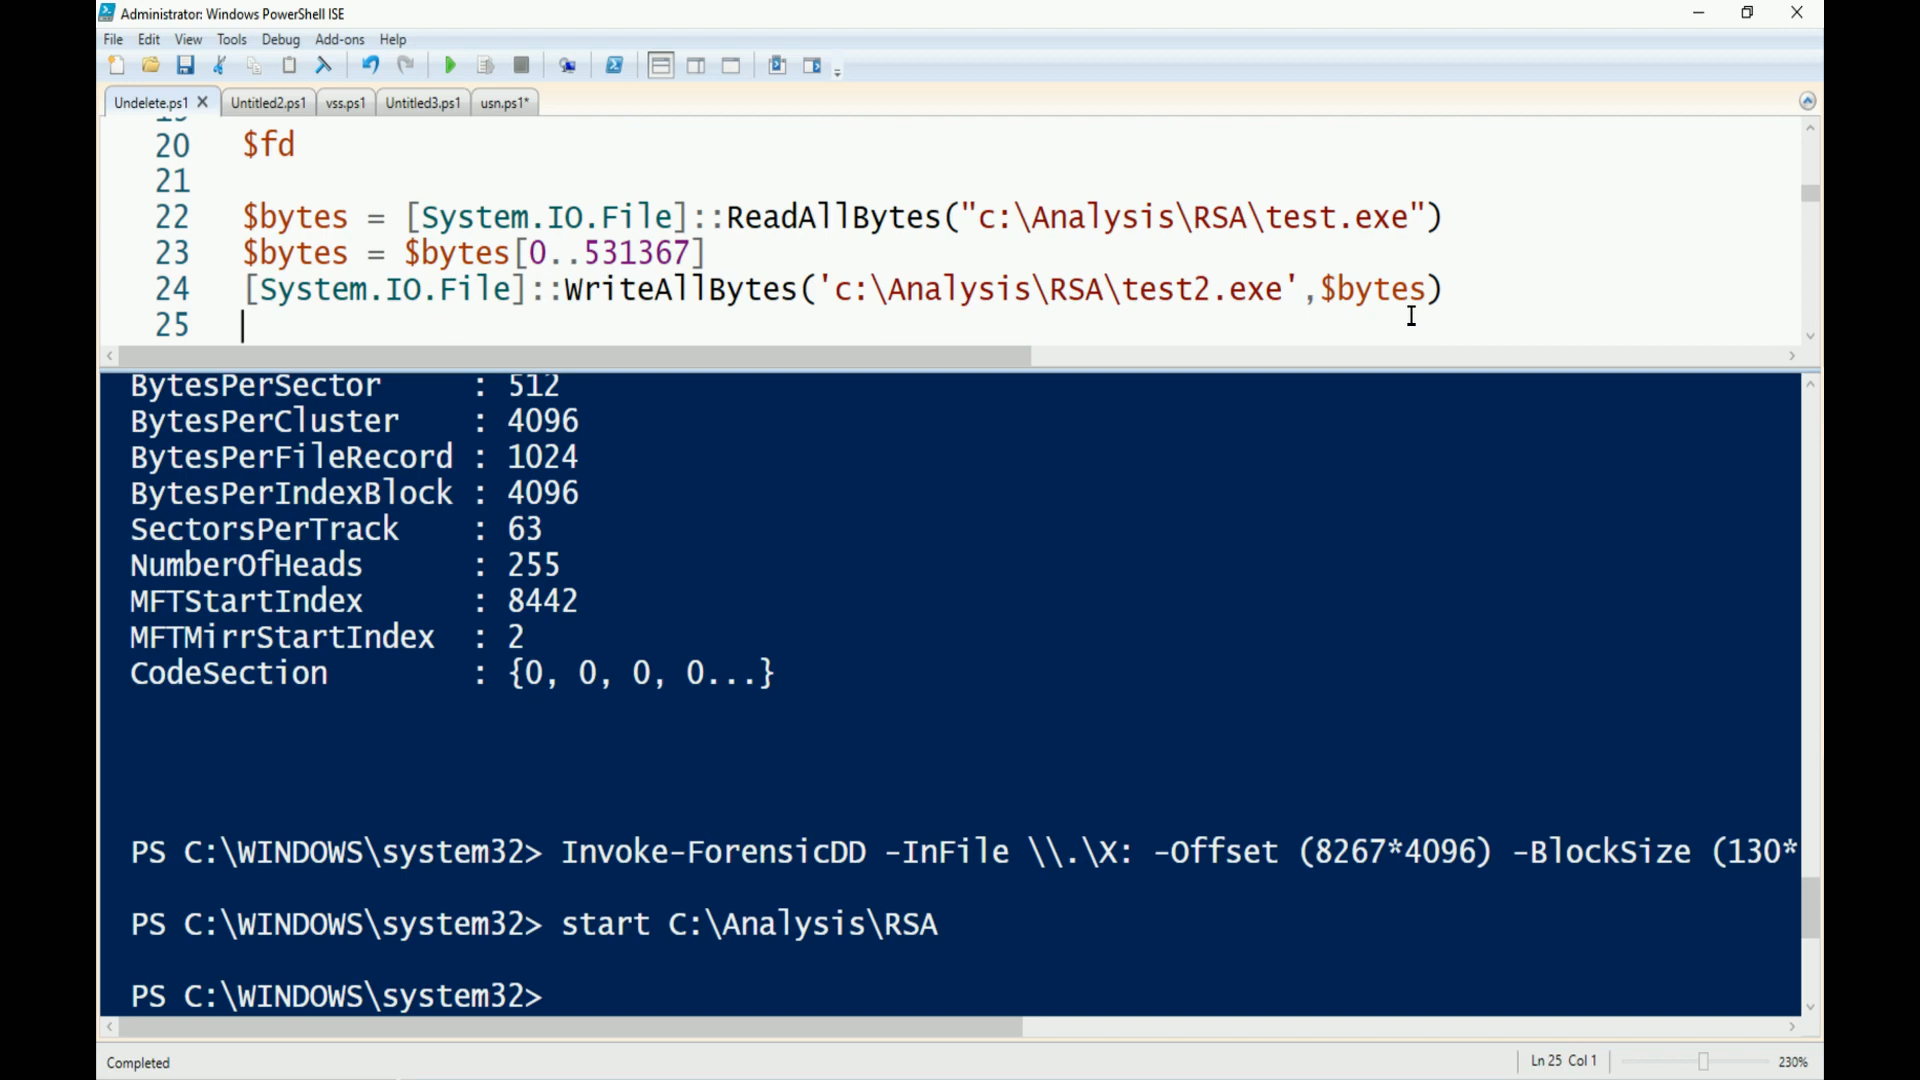 Administrator: Windows PowerShell ISE
File Edit View Tools Debug Add-ons Help
Undelete.ps1 Untitled2.ps1 vss.ps1 Untitled3.ps1 usn.ps1*
19
20 $fd
21
22 $bytes = [System.IO.File]::ReadAllBytes("c:\Analysis\RSA\test.exe")
23 $bytes = $bytes[0..531367]
24 [System.IO.File]::WriteAllBytes('c:\Analysis\RSA\test2.exe',$bytes)
25
BytesPerSector : 512
BytesPerCluster : 4096
BytesPerFileRecord : 1024
BytesPerIndexBlock : 4096
SectorsPerTrack : 63
NumberOfHeads : 255
MFTStartIndex : 8442
MFTMirrStartIndex : 2
CodeSection : {0, 0, 0, 0...}
PS C:\WINDOWS\system32> Invoke-ForensicDD -InFile \\.\X: -Offset (8267*4096) -BlockSize (130*
PS C:\WINDOWS\system32> start C:\Analysis\RSA
PS C:\WINDOWS\system32>
Completed Ln 25 Col 1 230%